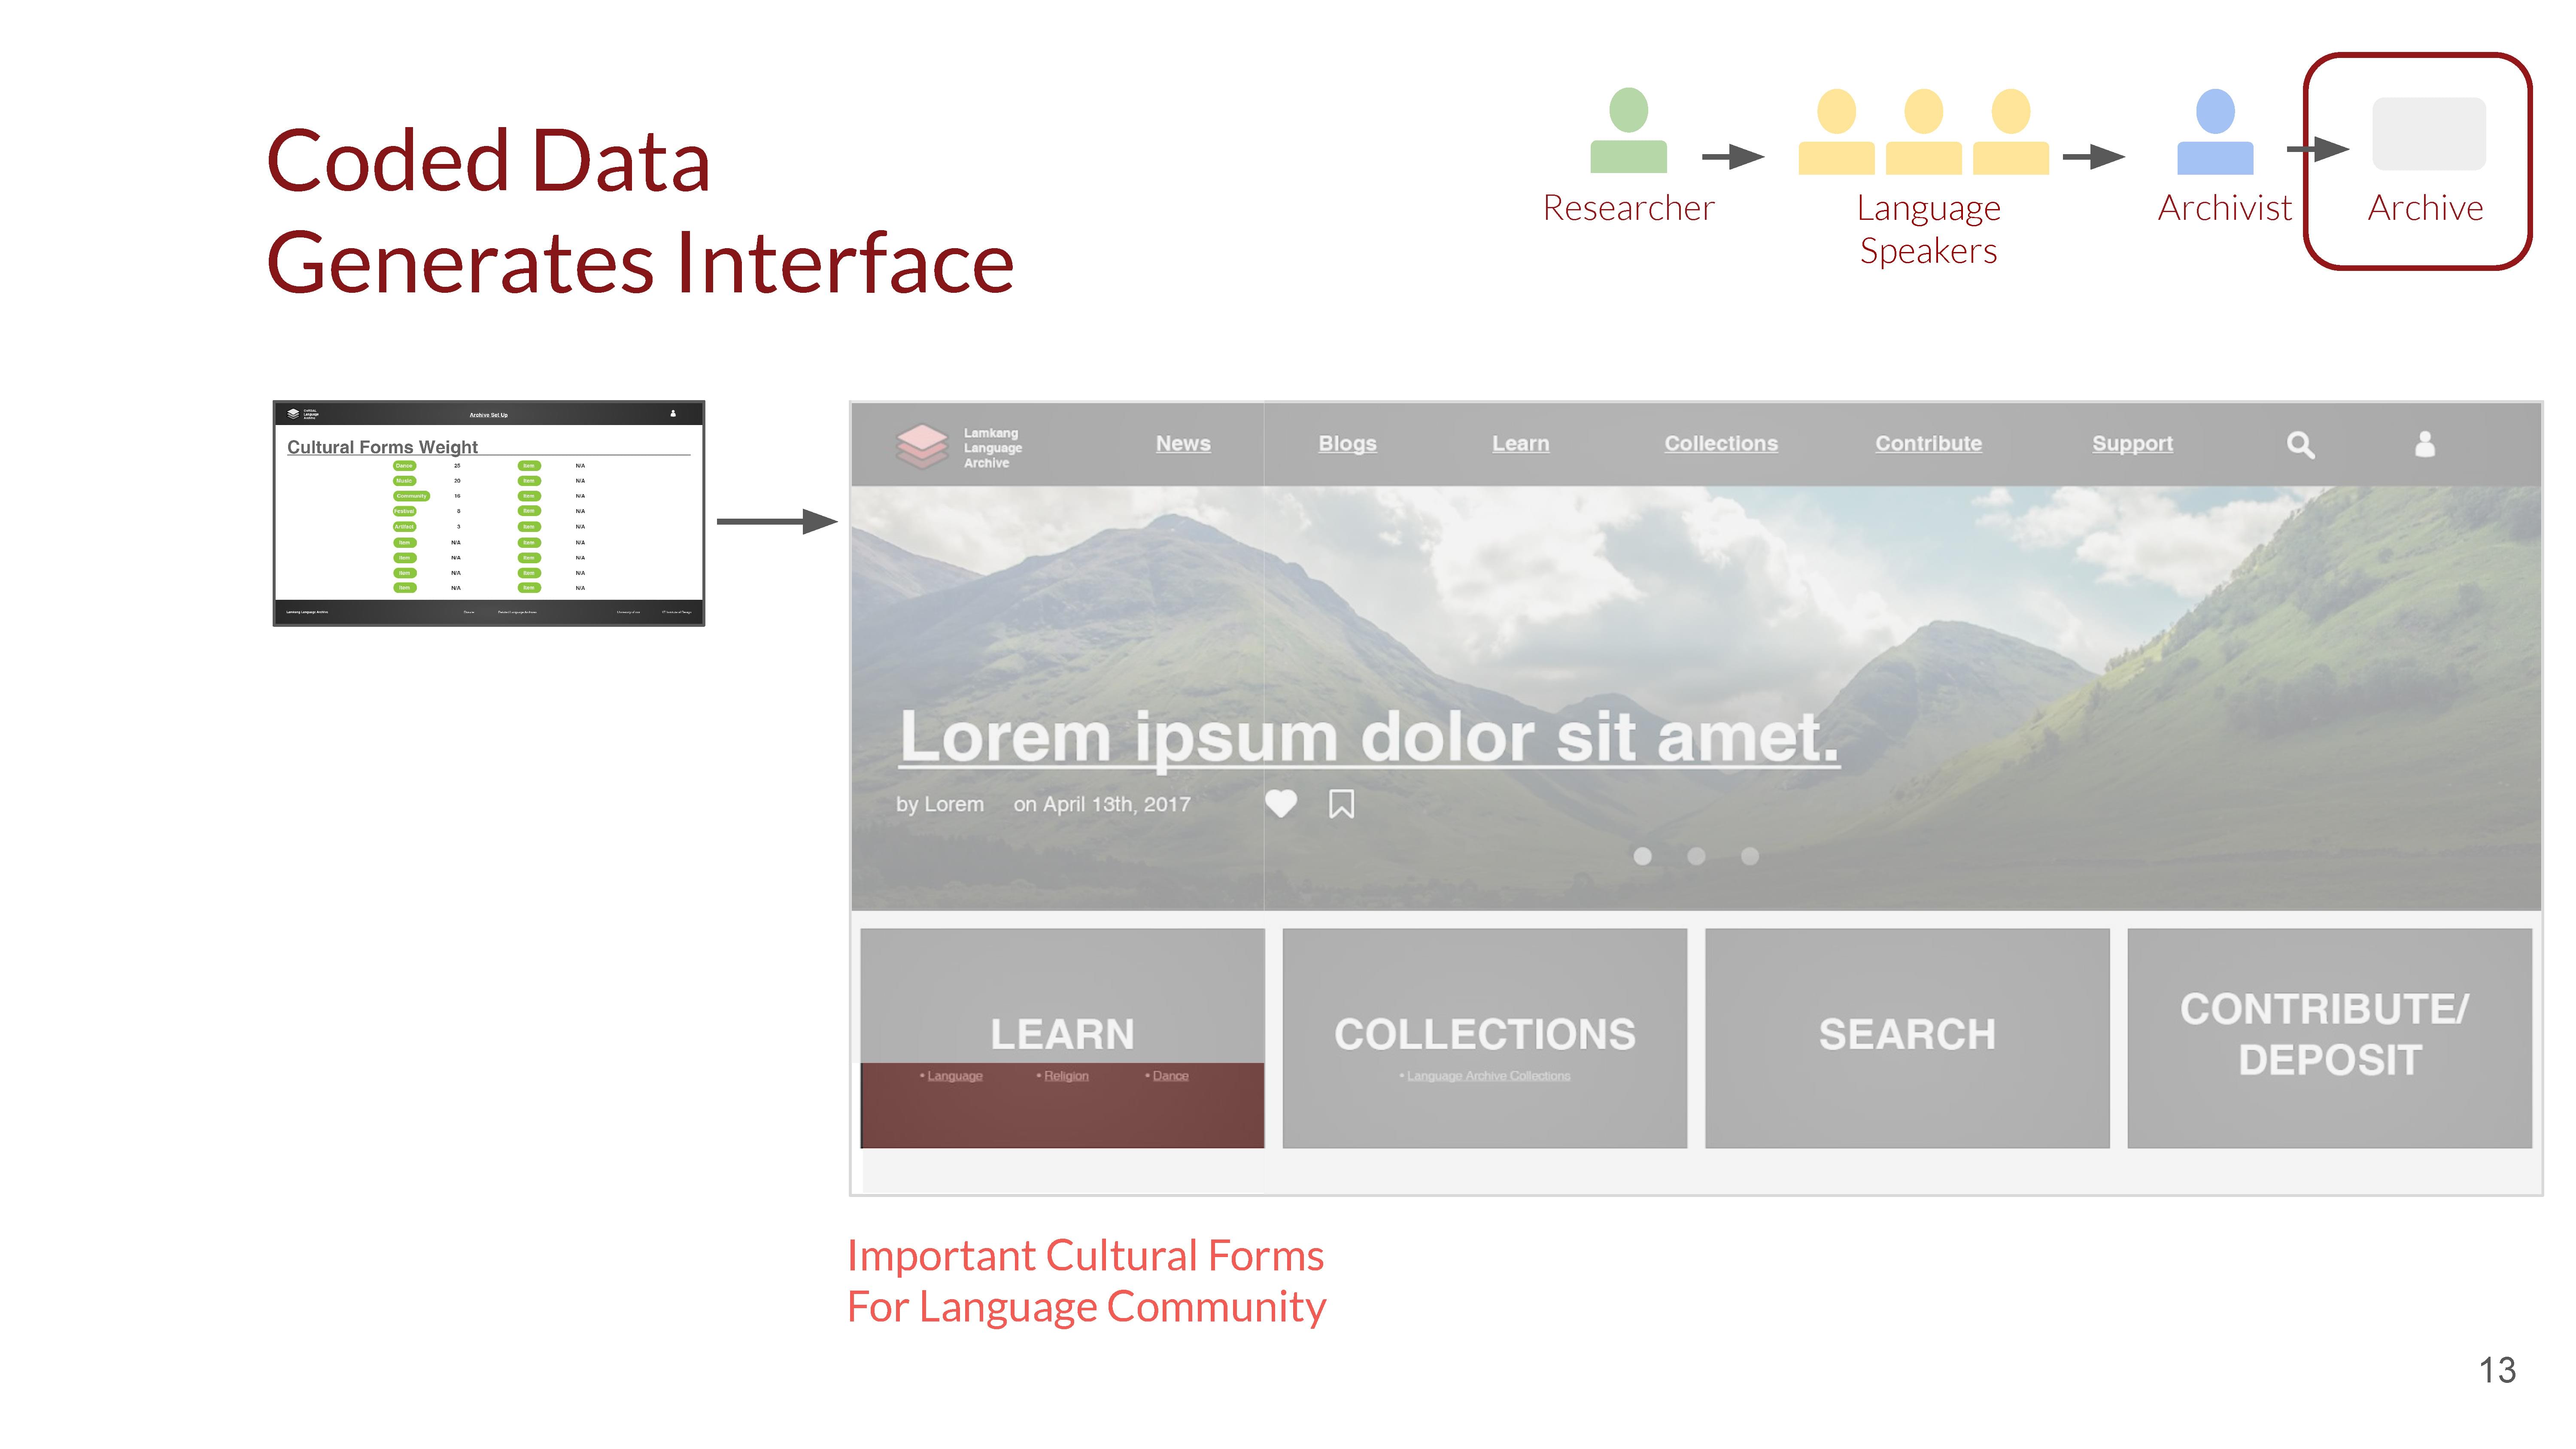 Coded Data
Generates Interface
Researcher
Language
Speakers
Archivist
Archive
Archive Set Up
Cultural Forms Weight
Dance 25 Item N/A
Music 20 Item N/A
Community 16 Item N/A
Festival 8 Item N/A
Artifact 3 Item N/A
Item N/A Item N/A
Item N/A Item N/A
Item N/A Item N/A
Item N/A Item N/A
Lamkang Language Archive
Lamkang
Language
Archive
News
Blogs
Learn
Collections
Contribute
Support
Lorem ipsum dolor sit amet.
by Lorem on April 13th, 2017
LEARN
• Language • Religion • Dance
COLLECTIONS
• Language Archive Collections
SEARCH
CONTRIBUTE/
DEPOSIT
Important Cultural Forms
For Language Community
13